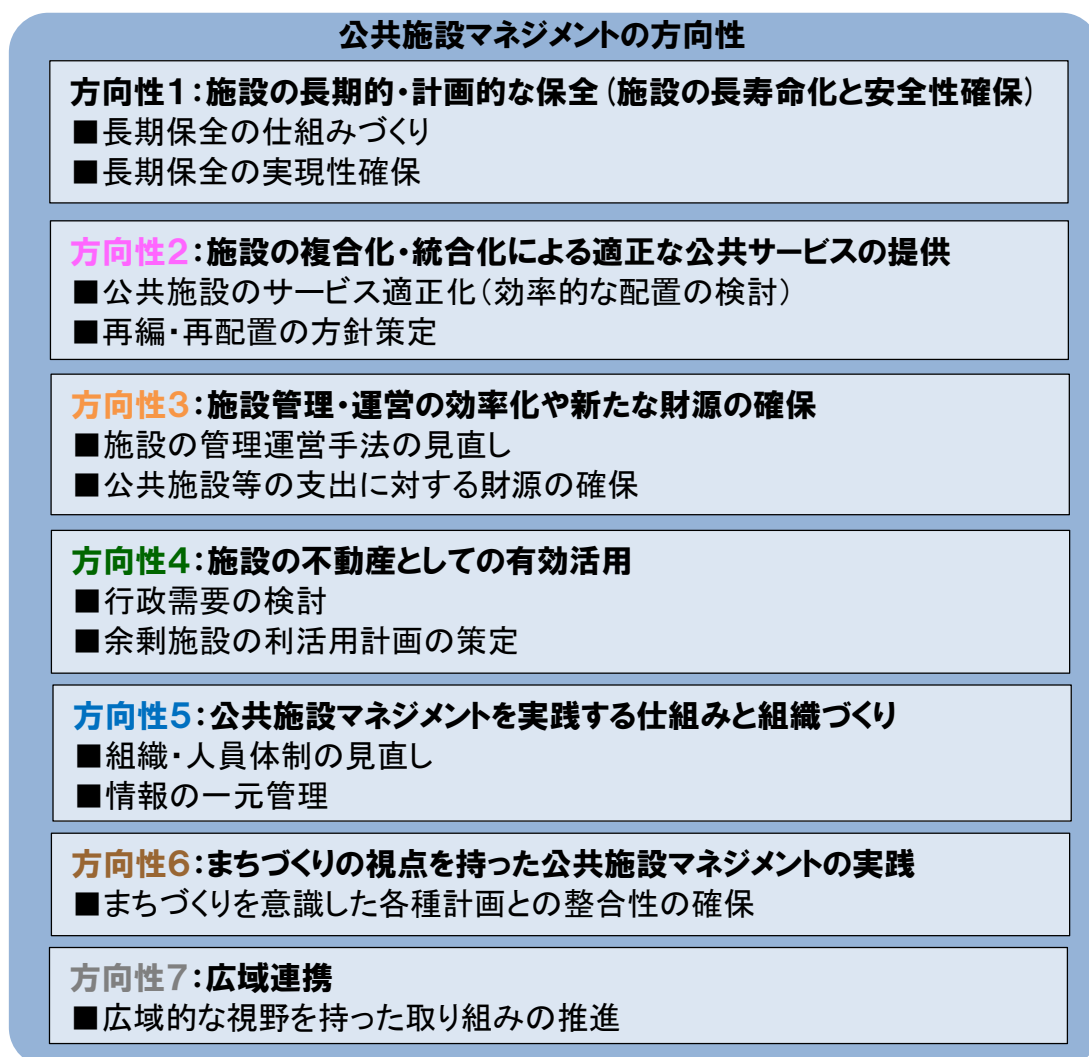 公共施設マネジメントの方向性
方向性1:施設の長期的・計画的な保全(施設の長寿命化と安全性確保)
■長期保全の仕組みづくり
■長期保全の実現性確保
方向性2:施設の複合化・統合化による適正な公共サービスの提供
■公共施設のサービス適正化(効率的な配置の検討)
■再編・再配置の方針策定
方向性3:施設管理・運営の効率化や新たな財源の確保
■施設の管理運営手法の見直し
■公共施設等の支出に対する財源の確保
方向性4:施設の不動産としての有効活用
■行政需要の検討
■余剰施設の利活用計画の策定
方向性5:公共施設マネジメントを実践する仕組みと組織づくり
■組織・人員体制の見直し
■情報の一元管理
方向性6:まちづくりの視点を持った公共施設マネジメントの実践
■まちづくりを意識した各種計画との整合性の確保
方向性7:広域連携
■広域的な視野を持った取り組みの推進